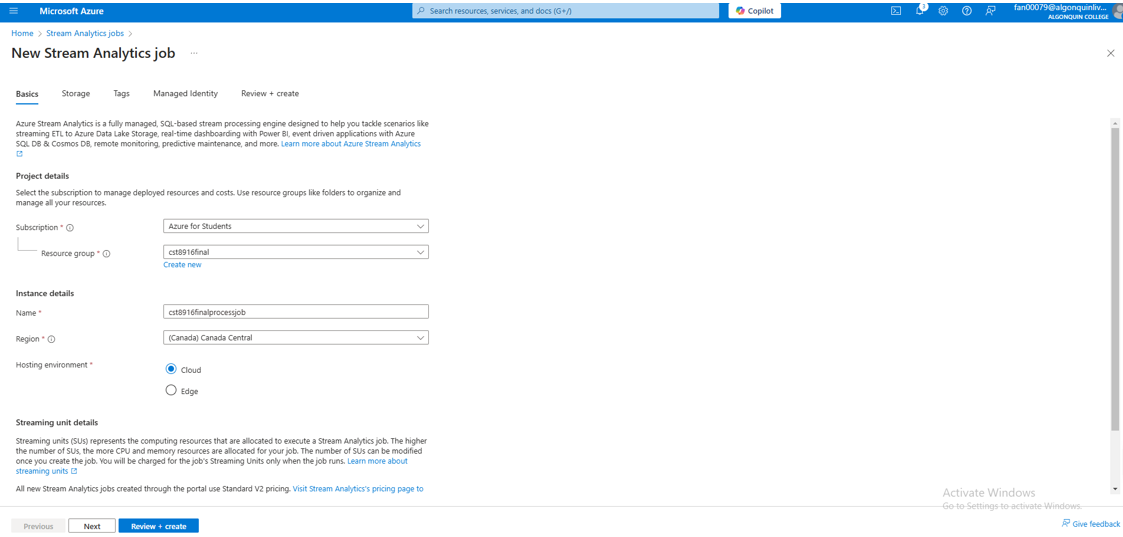 Microsoft Azure
Search resources, services, and docs (G+/)
Copilot
1
fan00079@algonquinliv...
ALGONQUIN COLLEGE
Home > Stream Analytics jobs >
New Stream Analytics job ...
Basics Storage Tags Managed Identity Review + create
Azure Stream Analytics is a fully managed, SQL-based stream processing engine designed to help you tackle scenarios like
streaming ETL to Azure Data Lake Storage, real-time dashboarding with Power BI, event driven applications with Azure
SQL DB & Cosmos DB, remote monitoring, predictive maintenance, and more. Learn more about Azure Stream Analytics
Project details
Select the subscription to manage deployed resources and costs. Use resource groups like folders to organize and
manage all your resources.
Subscription * Azure for Students
Resource group * cst8916final
Create new
Instance details
Name * cst8916finalprocessjob
Region * (Canada) Canada Central
Hosting environment * Cloud
Edge
Streaming unit details
Streaming units (SUs) represents the computing resources that are allocated to execute a Stream Analytics job. The higher
the number of SUs, the more CPU and memory resources are allocated for your job. The number of SUs can be modified
once you create the job. You will be charged for the job's Streaming Units only when the job runs. Learn more about
streaming units
All new Stream Analytics jobs created through the portal use Standard V2 pricing. Visit Stream Analytics's pricing page to
Activate Windows
Go to Settings to activate Windows.
Previous Next Review + create
Give feedback